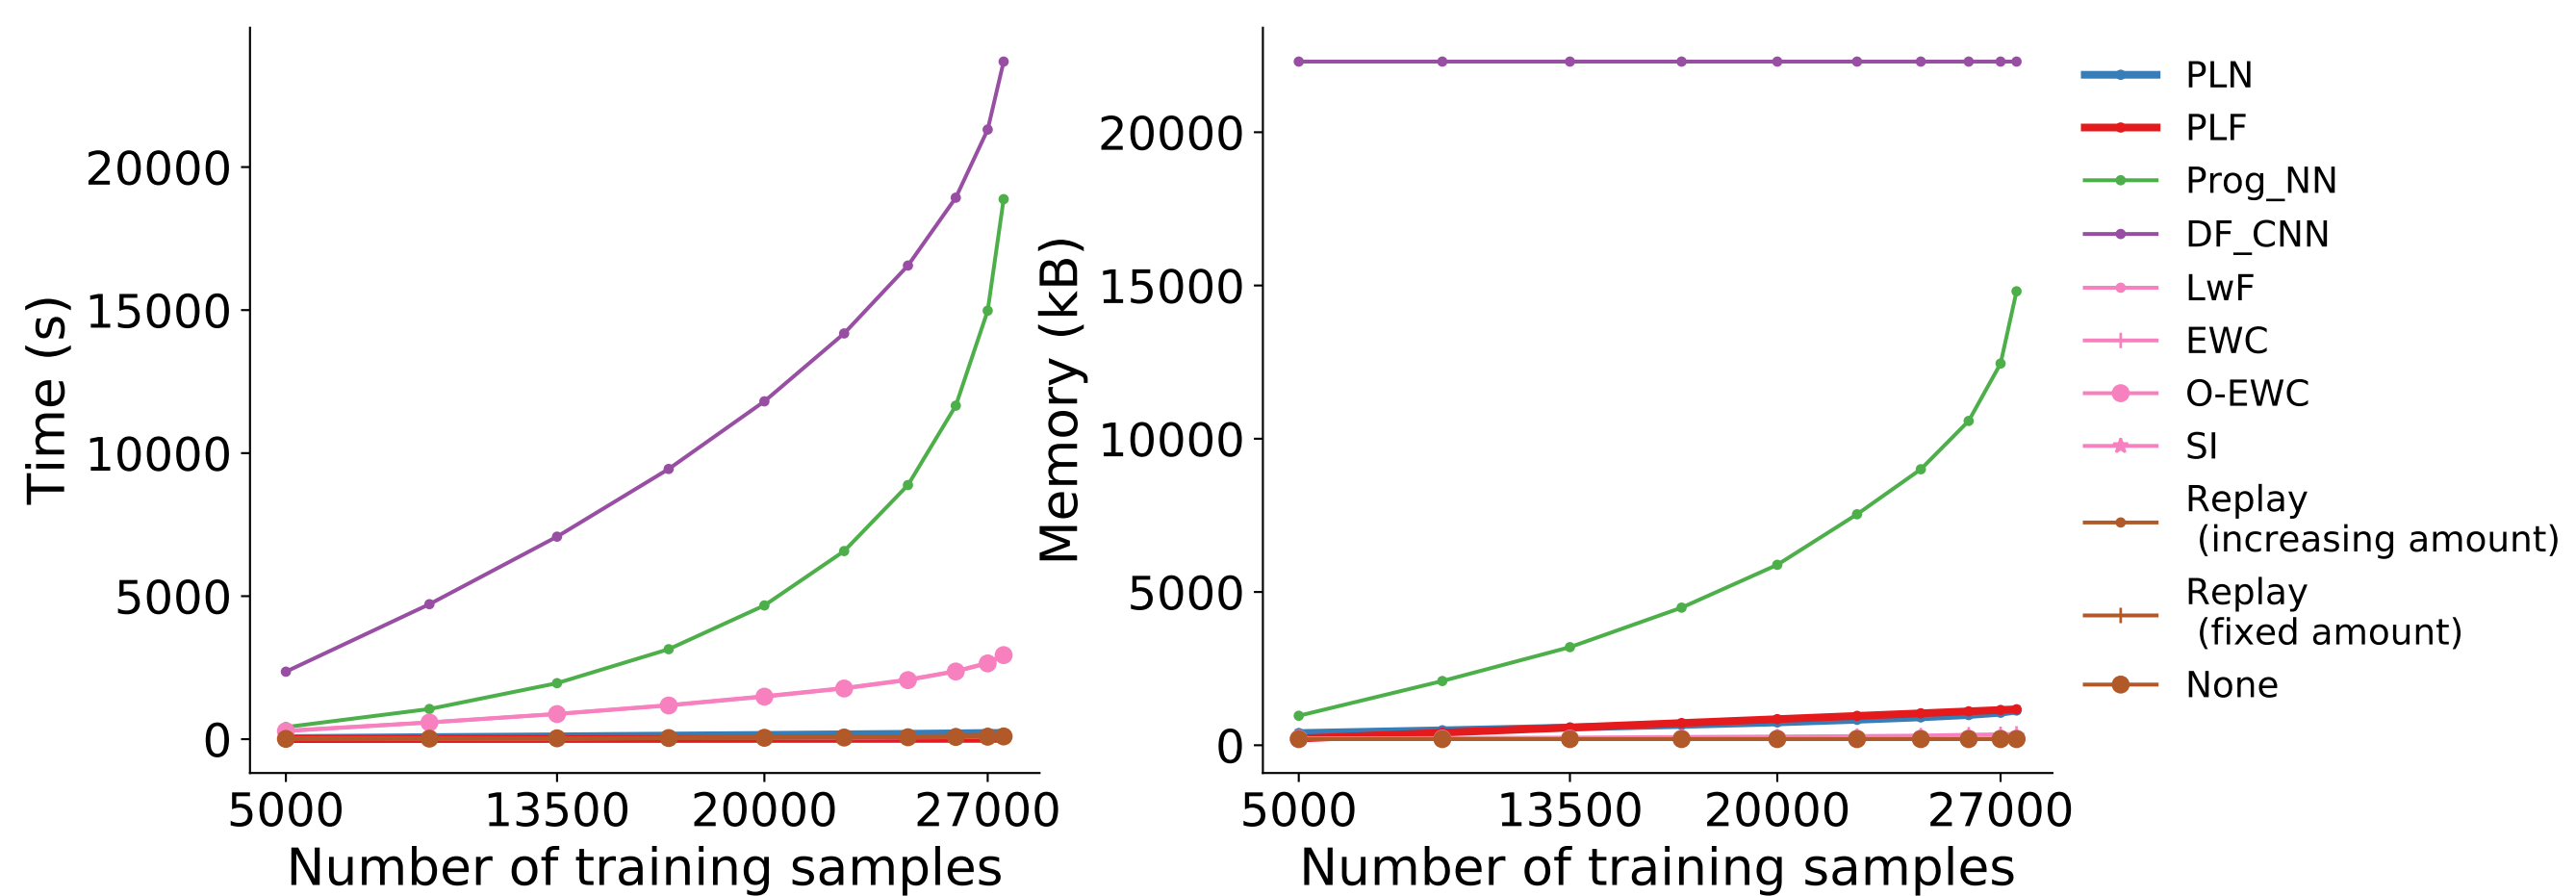 Time (s)
20000
15000
10000
5000
0
5000 13500 20000 27000
Number of training samples
Memory (kB)
20000
15000
10000
5000
0
5000 13500 20000 27000
Number of training samples
PLN
PLF
Prog_NN
DF_CNN
LwF
EWC
O-EWC
SI
Replay
(increasing amount)
Replay
(fixed amount)
None